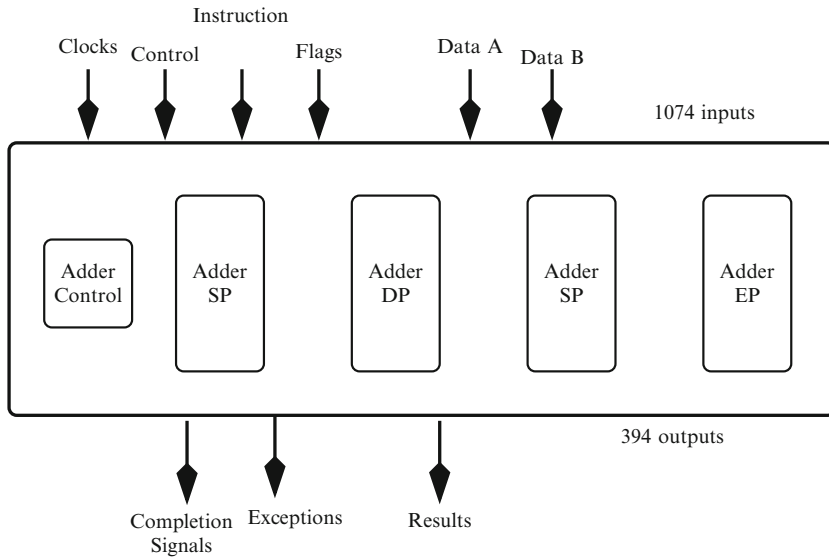 Instruction
Clocks
Control
Flags
Data A
Data B
1074 inputs
Adder
Control
Adder
SP
Adder
DP
Adder
SP
Adder
EP
394 outputs
Completion
Signals
Exceptions
Results